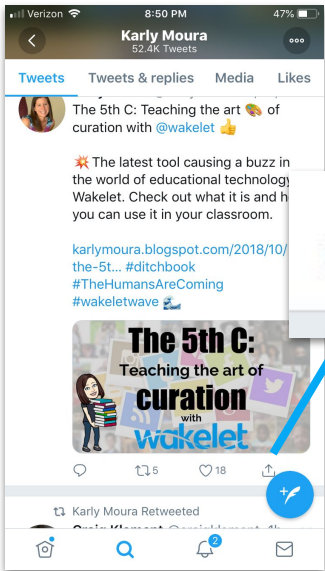 Verizon 8:50 PM 47%
Karly Moura
52.4K Tweets
Tweets Tweets & replies Media Likes
The 5th C: Teaching the art 🎨 of
curation with @wakelet 👍
💥 The latest tool causing a buzz in
the world of educational technology
Wakelet. Check out what it is and h
you can use it in your classroom.
karlymoura.blogspot.com/2018/10/
the-5t... #ditchbook
#TheHumansAreComing
#wakeletwave 🌊
The 5th C:
Teaching the art of
curation
with
wakelet
5 18
Karly Moura Retweeted
2